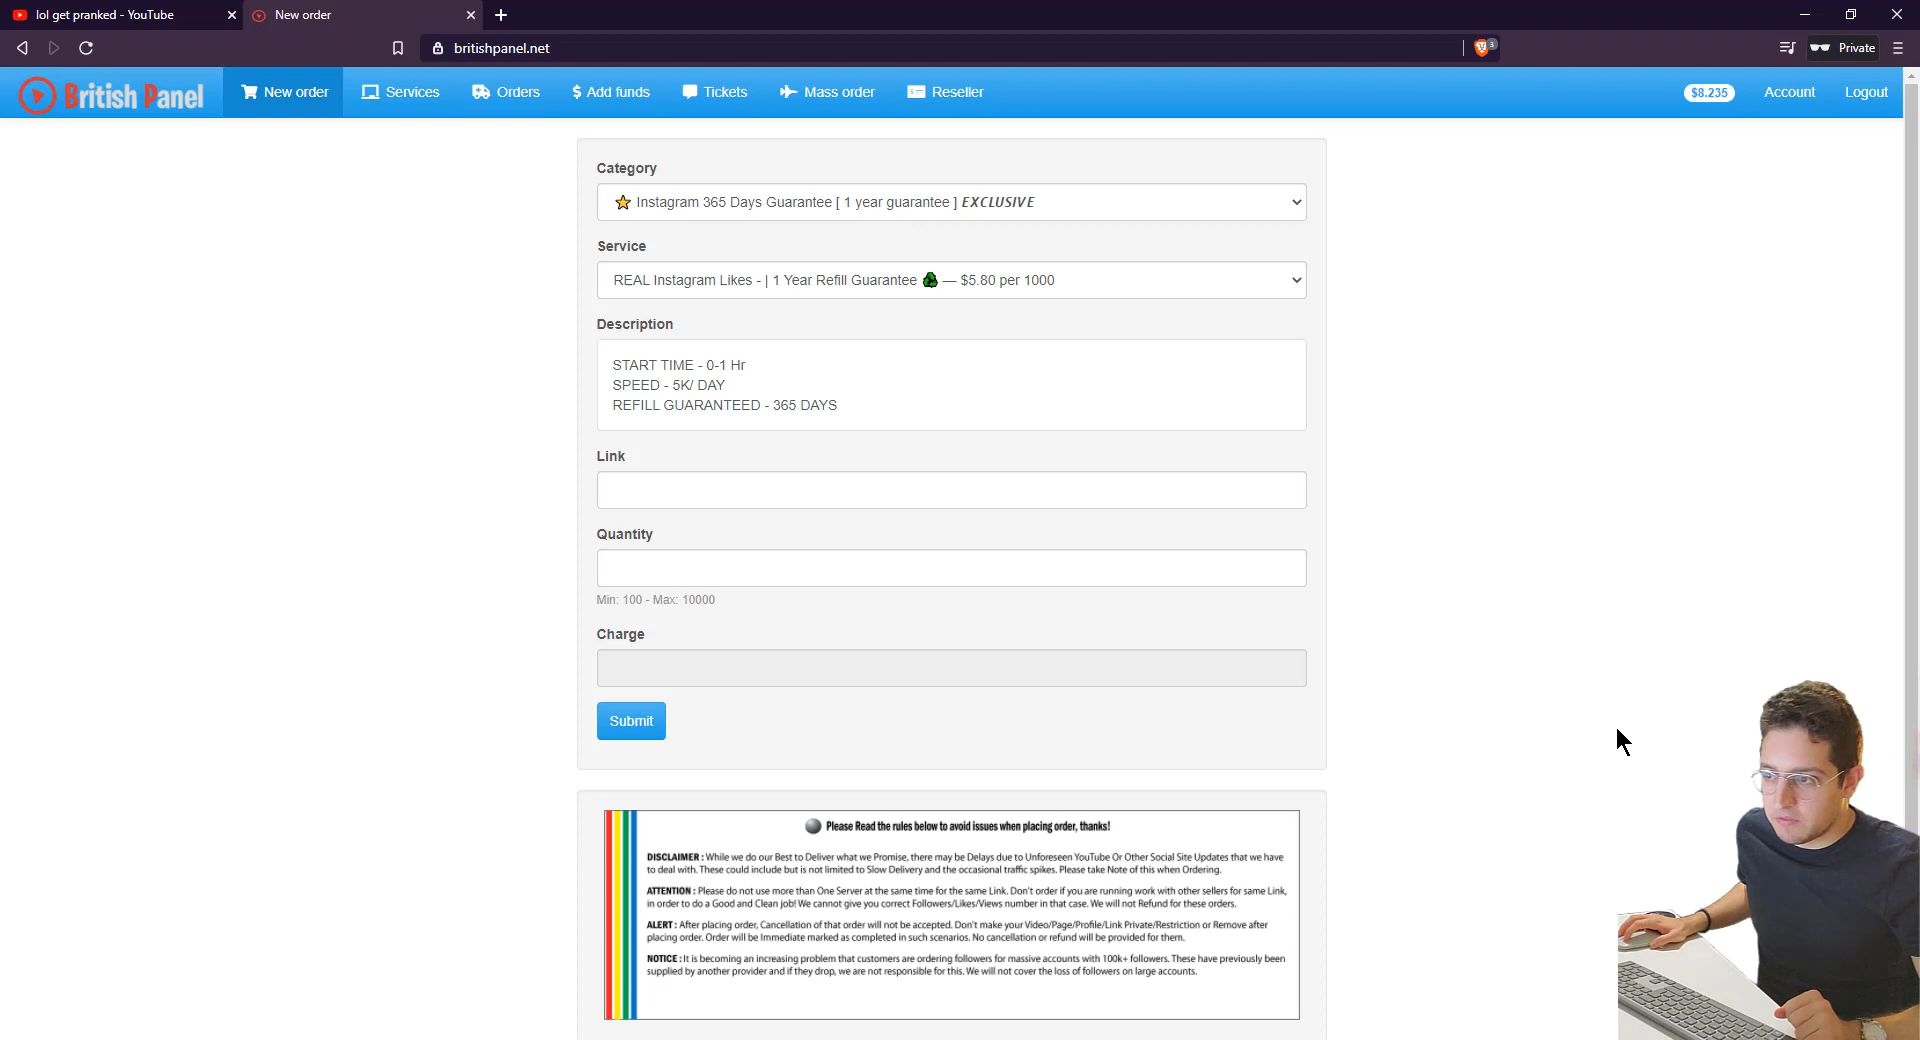 lol get pranked - YouTube
New order
britishpanel.net
3
Private
British Panel
New order
Services
Orders
$ Add funds
Tickets
Mass order
Reseller
$8.235
Account
Logout
Category
Instagram 365 Days Guarantee [ 1 year guarantee ] EXCLUSIVE
Service
REAL Instagram Likes - | 1 Year Refill Guarantee ♻ — $5.80 per 1000
Description
START TIME - 0-1 Hr
SPEED - 5K/ DAY
REFILL GUARANTEED - 365 DAYS
Link
Quantity
Min: 100 - Max: 10000
Charge
Submit
Please Read the rules below to avoid issues when placing order, thanks!
DISCLAIMER : While we do our Best to Deliver what we Promise, there may be Delays due to Unforeseen YouTube Or Other Social Site Updates that we have
to deal with. These could include but is not limited to Slow Delivery and the occasional traffic spikes. Please take Note of this when Ordering.
ATTENTION : Please do not use more than One Server at the same time for the same Link. Don't order if you are running work with other sellers for same Link,
in order to do a Good and Clean job! We cannot give you correct Followers/Likes/Views number in that case. We will not Refund for these orders.
ALERT : After placing order, Cancellation of that order will not be accepted. Don't make your Video/Page/Profile/Link Private/Restriction or Remove after
placing order. Order will be Immediate marked as completed in such scenarios. No cancellation or refund will be provided for them.
NOTICE : It is becoming an increasing problem that customers are ordering followers for massive accounts with 100k+ followers. These have previously been
supplied by another provider and if they drop, we are not responsible for this. We will not cover the loss of followers on large accounts.